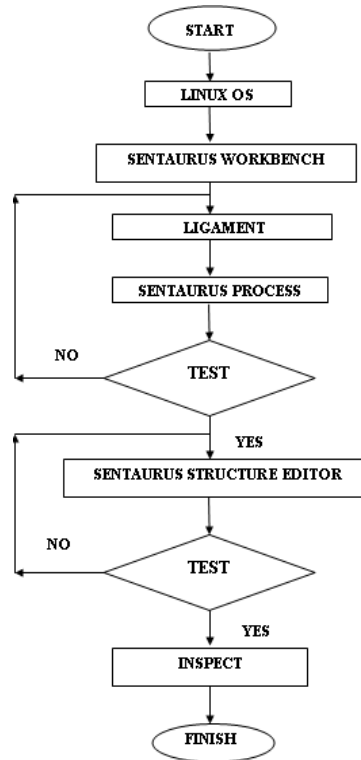 START
LINUX OS
SENTAURUS WORKBENCH
LIGAMENT
SENTAURUS PROCESS
NO
TEST
YES
SENTAURUS STRUCTURE EDITOR
NO
TEST
YES
INSPECT
FINISH